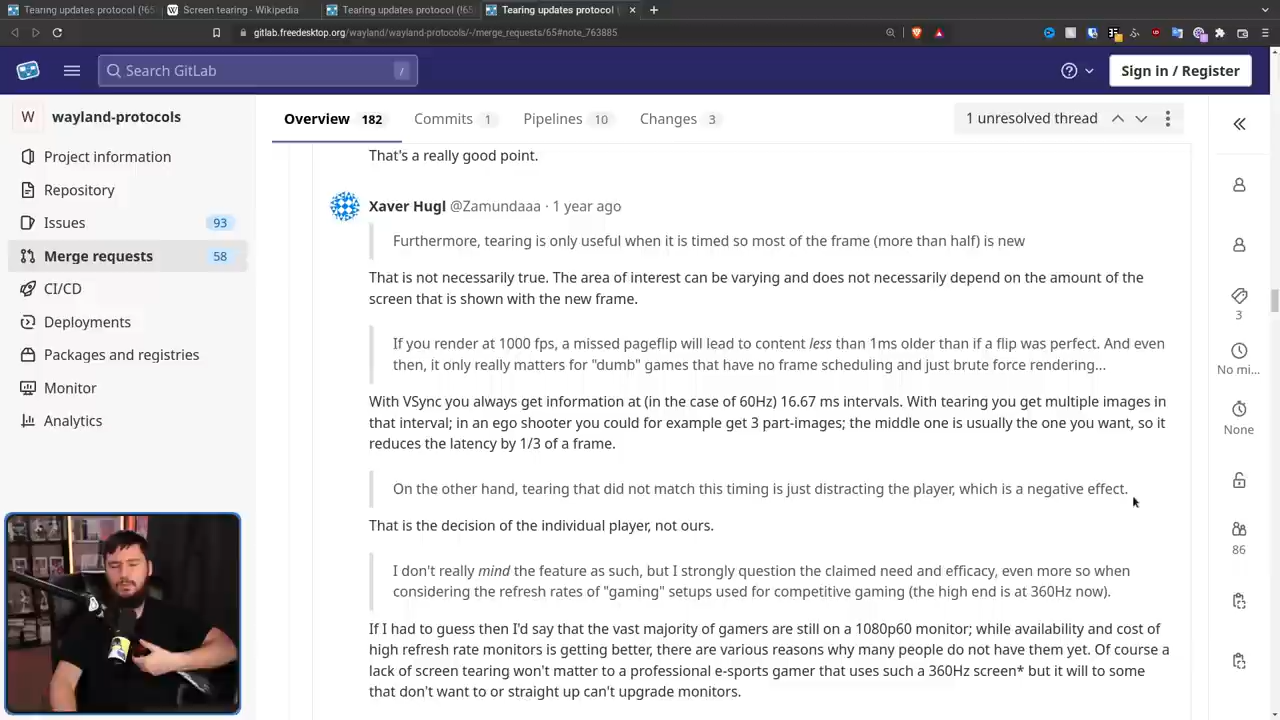 Tearing updates protocol (!65
Screen tearing - Wikipedia
Tearing updates protocol (!65
Tearing updates protocol (
gitlab.freedesktop.org/wayland/wayland-protocols/-/merge_requests/65#note_763885
Search GitLab
/
Sign in / Register
W
wayland-protocols
Project information
Repository
Issues
93
Merge requests
58
CI/CD
Deployments
Packages and registries
Monitor
Analytics
Overview 182
Commits 1
Pipelines 10
Changes 3
1 unresolved thread
That's a really good point.
Xaver Hugl @Zamundaaa · 1 year ago
Furthermore, tearing is only useful when it is timed so most of the frame (more than half) is new
That is not necessarily true. The area of interest can be varying and does not necessarily depend on the amount of the
screen that is shown with the new frame.
If you render at 1000 fps, a missed pageflip will lead to content less than 1ms older than if a flip was perfect. And even
then, it only really matters for "dumb" games that have no frame scheduling and just brute force rendering...
With VSync you always get information at (in the case of 60Hz) 16.67 ms intervals. With tearing you get multiple images in
that interval; in an ego shooter you could for example get 3 part-images; the middle one is usually the one you want, so it
reduces the latency by 1/3 of a frame.
On the other hand, tearing that did not match this timing is just distracting the player, which is a negative effect.
That is the decision of the individual player, not ours.
I don't really mind the feature as such, but I strongly question the claimed need and efficacy, even more so when
considering the refresh rates of "gaming" setups used for competitive gaming (the high end is at 360Hz now).
If I had to guess then I'd say that the vast majority of gamers are still on a 1080p60 monitor; while availability and cost of
high refresh rate monitors is getting better, there are various reasons why many people do not have them yet. Of course a
lack of screen tearing won't matter to a professional e-sports gamer that uses such a 360Hz screen* but it will to some
that don't want to or straight up can't upgrade monitors.
3
No mi...
None
86